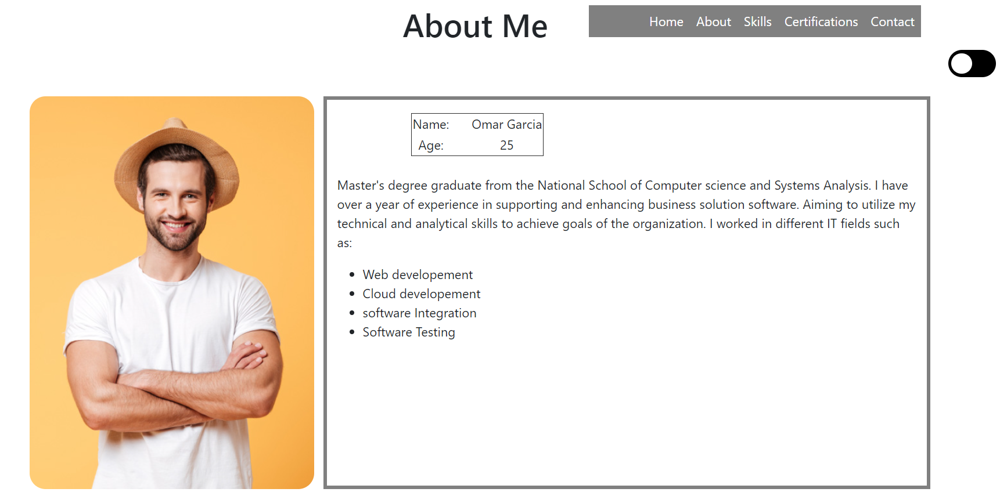 About Me
Home About Skills Certifications Contact
Name: Omar Garcia
Age: 25
Master's degree graduate from the National School of Computer science and Systems Analysis. I have
over a year of experience in supporting and enhancing business solution software. Aiming to utilize my
technical and analytical skills to achieve goals of the organization. I worked in different IT fields such
as:
• Web developement
• Cloud developement
• software Integration
• Software Testing